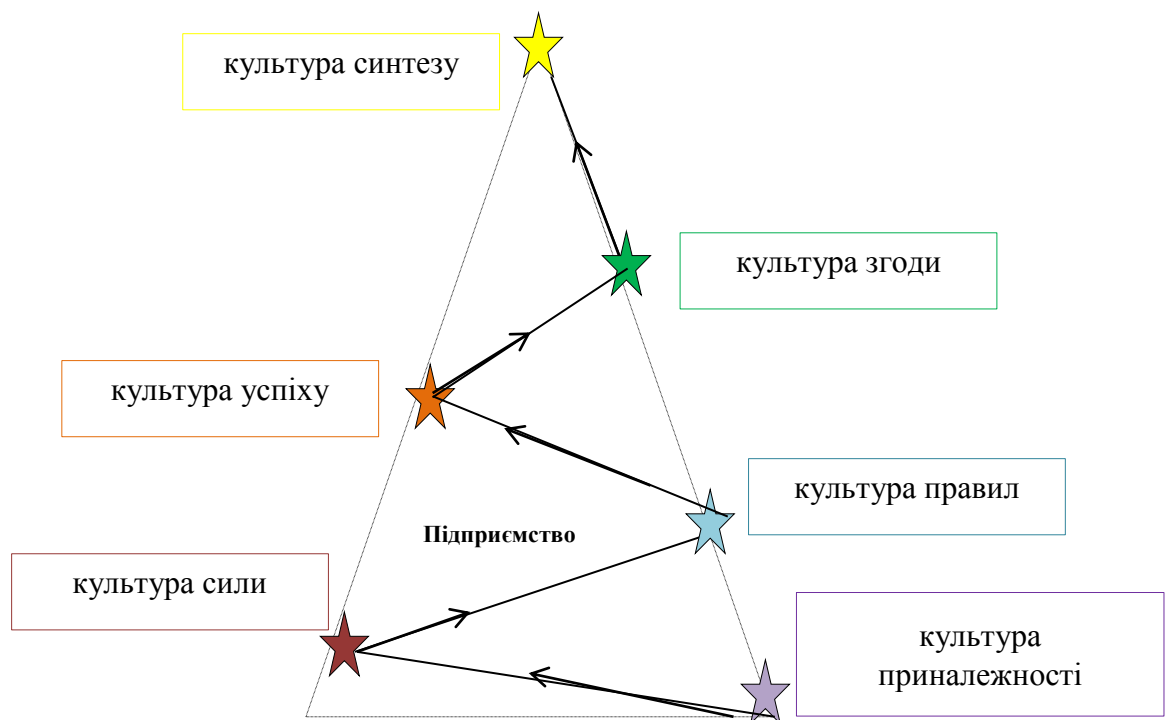 культура синтезу
культура згоди
культура успіху
культура правил
Підприємство
культура сили
культура
приналежності